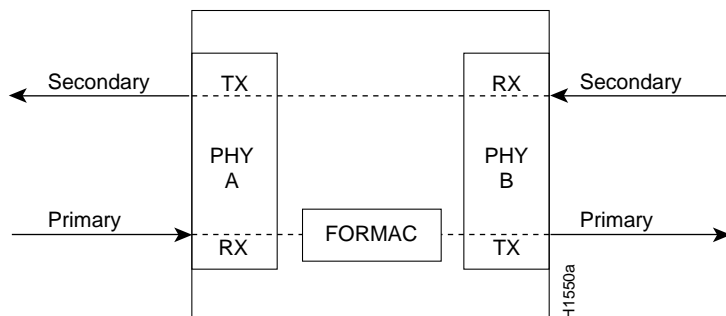 Secondary
TX
RX
Secondary
PHY
A
PHY
B
Primary
RX
FORMAC
TX
Primary
H1550a